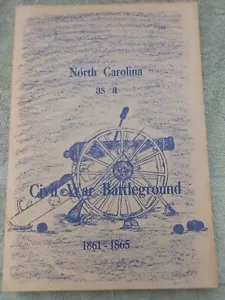 North Carolina
as a
Civil War Battleground
1861-1865